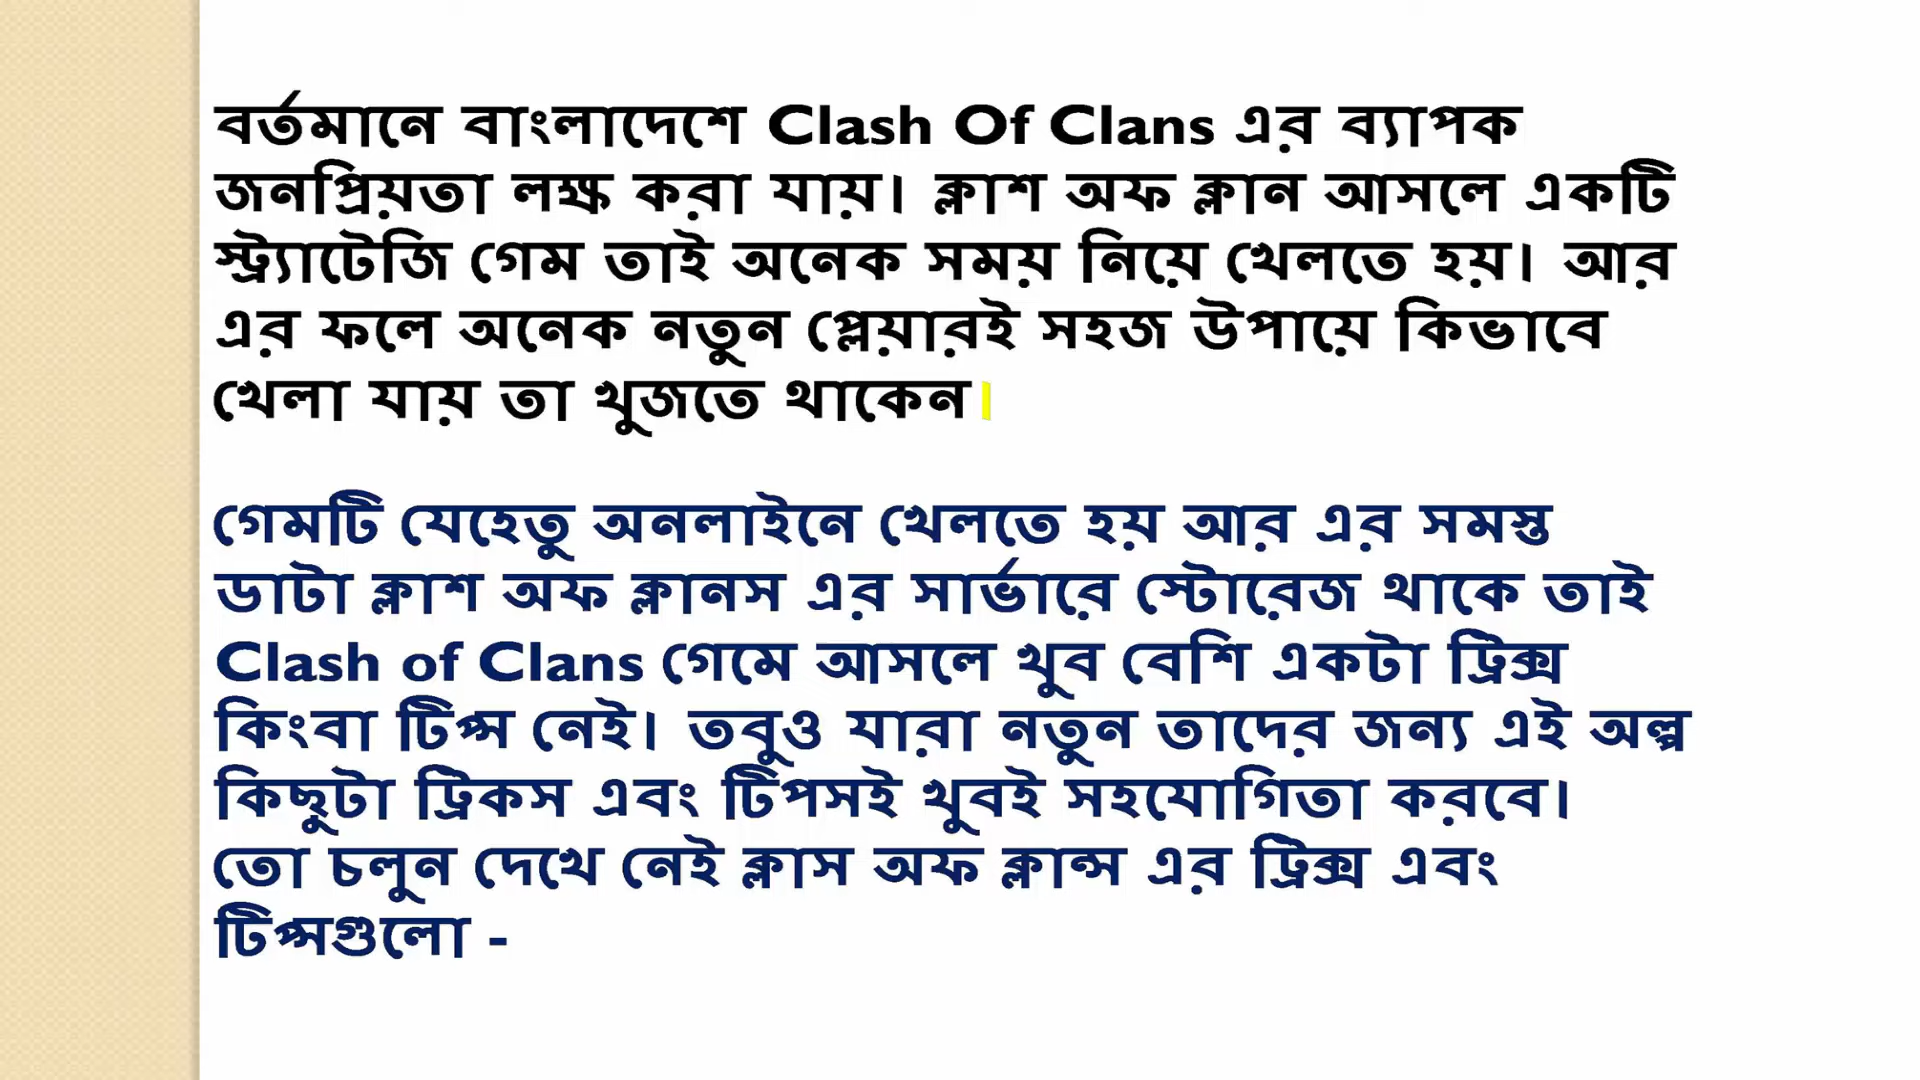 বর্তমানে বাংলাদেশে Clash Of Clans এর ব্যাপক
জনপ্রিয়তা লক্ষ করা যায়। ক্লাশ অফ ক্লান আসলে একটি
স্ট্র্যাটেজি গেম তাই অনেক সময় নিয়ে খেলতে হয়। আর
এর ফলে অনেক নতুন প্লেয়ারই সহজ উপায়ে কিভাবে
খেলা যায় তা খুজতে থাকেন।
গেমটি যেহেতু অনলাইনে খেলতে হয় আর এর সমস্ত
ডাটা ক্লাশ অফ ক্লানস এর সার্ভারে স্টোরেজ থাকে তাই
Clash of Clans গেমে আসলে খুব বেশি একটা ট্রিক্স
কিংবা টিপ্স নেই। তবুও যারা নতুন তাদের জন্য এই অল্প
কিছুটা ট্রিকস এবং টিপসই খুবই সহযোগিতা করবে।
তো চলুন দেখে নেই ক্লাস অফ ক্লান্স এর ট্রিক্স এবং
টিপ্সগুলো -